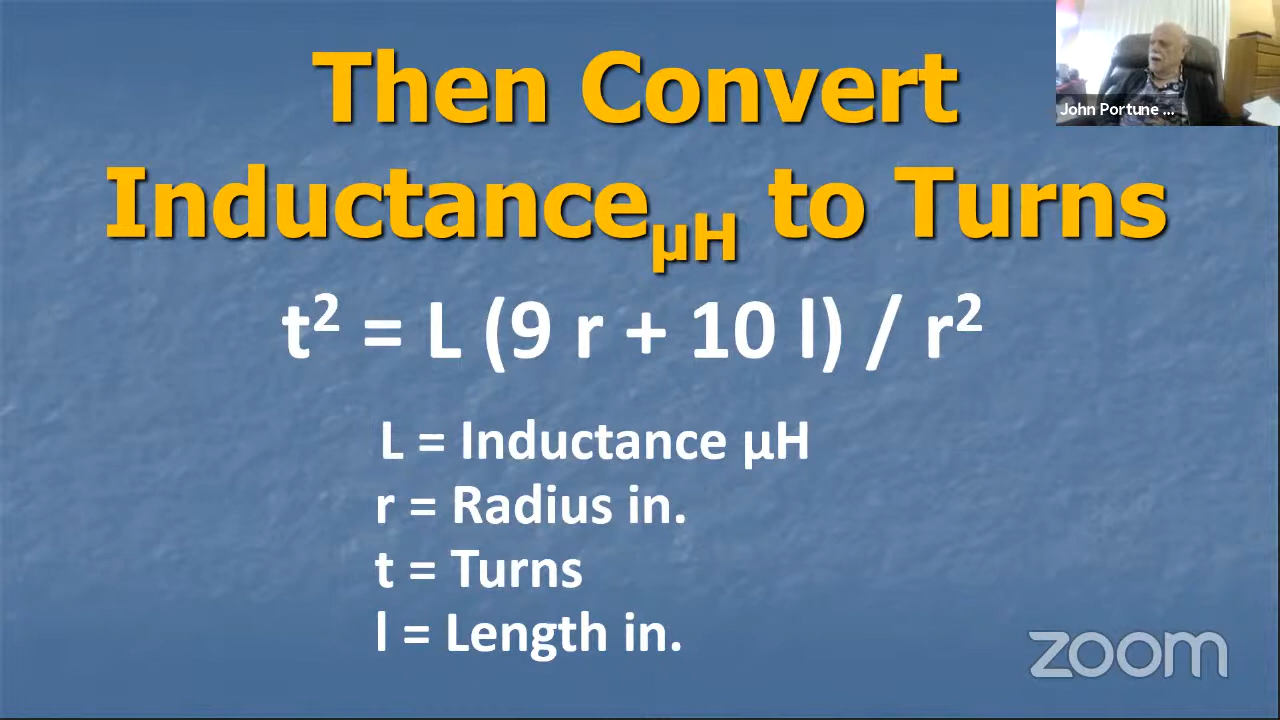 John Portune ...
Then Convert
InductanceμH to Turns
t² = L (9 r + 10 l) / r²
L = Inductance μH
r = Radius in.
t = Turns
l = Length in.
zoom